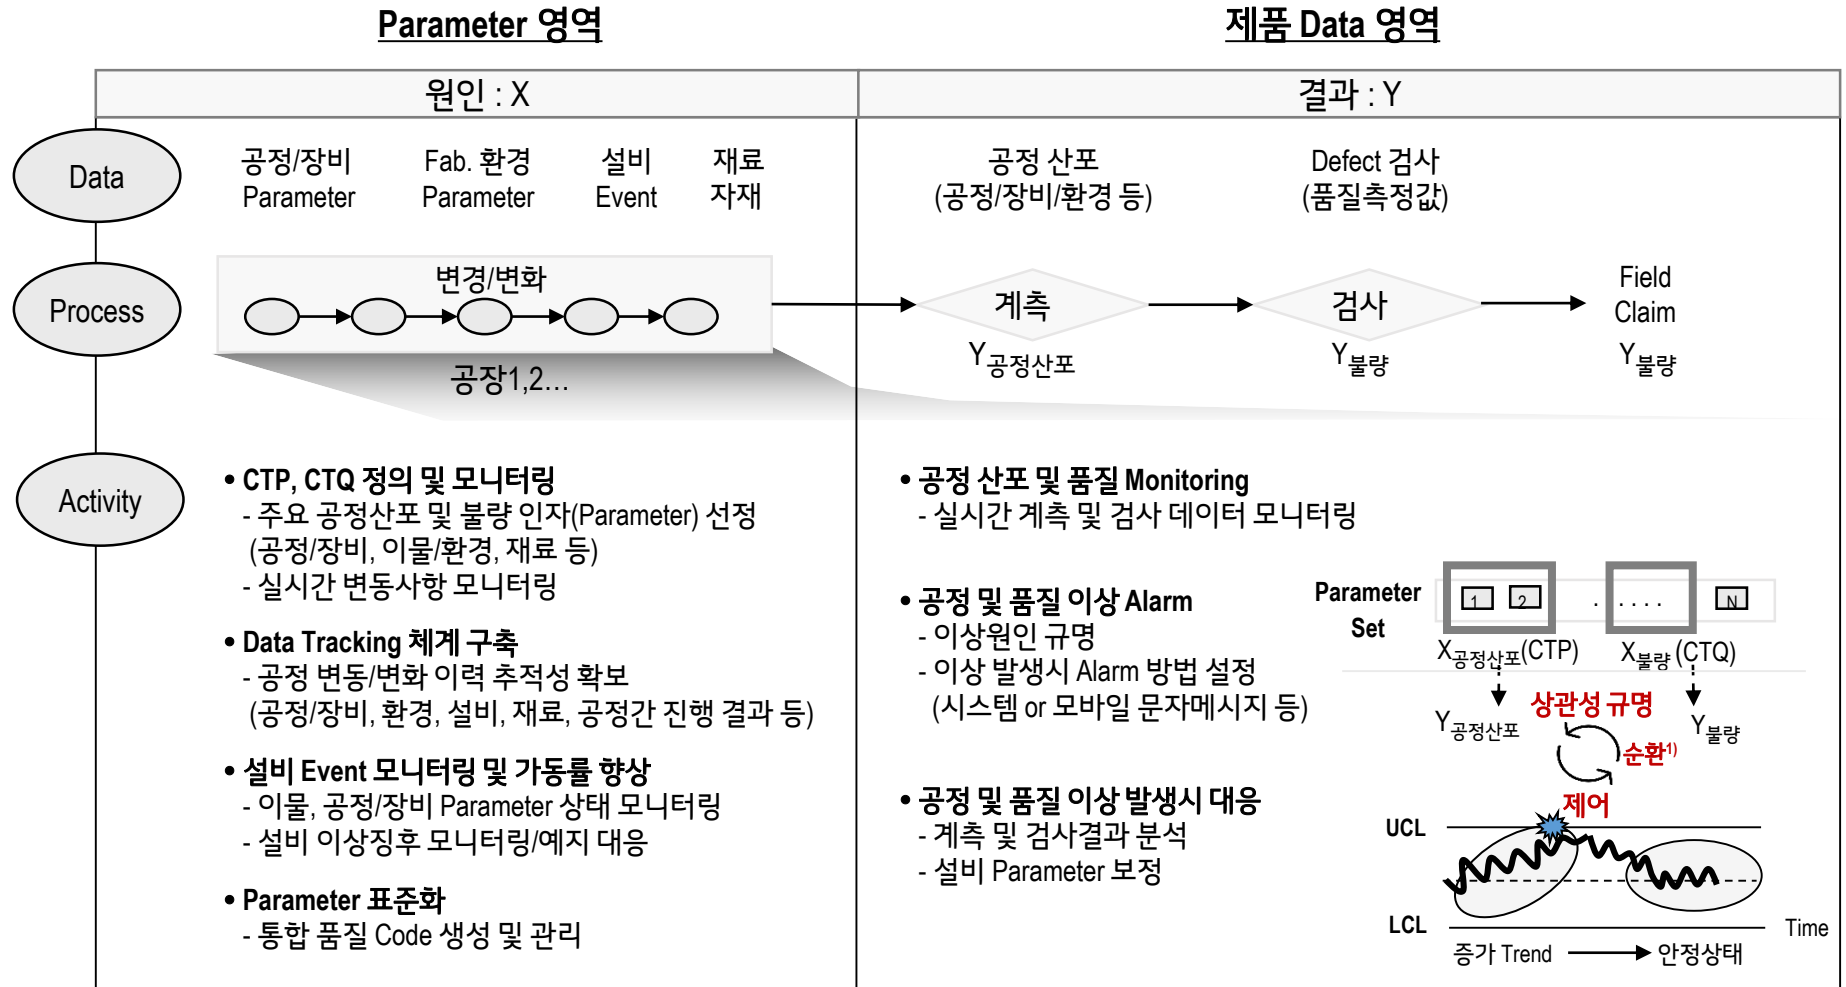 Parameter 영역
제품 Data 영역
원인 : X
결과 : Y
Data
공정/장비
Parameter
Fab. 환경
Parameter
설비
Event
재료
자재
공정 산포
(공정/장비/환경 등)
Defect 검사
(품질측정값)
Process
변경/변화
공장1,2...
계측
Y공정산포
검사
Y불량
Field
Claim
Y불량
Activity
• CTP, CTQ 정의 및 모니터링
- 주요 공정산포 및 불량 인자(Parameter) 선정
(공정/장비, 이물/환경, 재료 등)
- 실시간 변동사항 모니터링
• Data Tracking 체계 구축
- 공정 변동/변화 이력 추적성 확보
(공정/장비, 환경, 설비, 재료, 공정간 진행 결과 등)
• 설비 Event 모니터링 및 가동률 향상
- 이물, 공정/장비 Parameter 상태 모니터링
- 설비 이상징후 모니터링/예지 대응
• Parameter 표준화
- 통합 품질 Code 생성 및 관리
• 공정 산포 및 품질 Monitoring
- 실시간 계측 및 검사 데이터 모니터링
• 공정 및 품질 이상 Alarm
- 이상원인 규명
- 이상 발생시 Alarm 방법 설정
(시스템 or 모바일 문자메시지 등)
• 공정 및 품질 이상 발생시 대응
- 계측 및 검사결과 분석
- 설비 Parameter 보정
Parameter
Set
1 2 . . . . . N
X공정산포(CTP)
X불량 (CTQ)
Y공정산포
상관성 규명
Y불량
순환1)
제어
UCL
LCL
Time
증가 Trend
안정상태